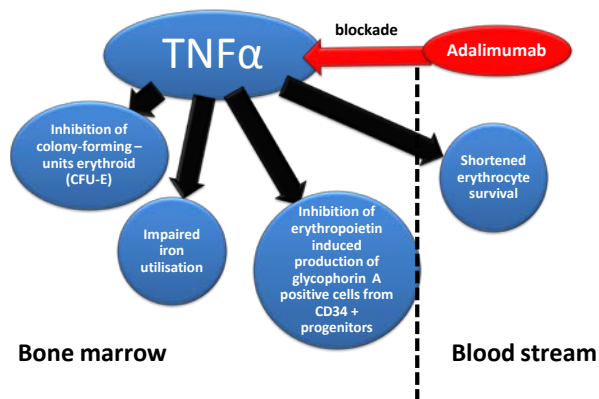 blockade
TNFα
Adalimumab
Inhibition of
colony-forming –
units erythroid
(CFU-E)
Shortened
erythrocyte
survival
Impaired
iron
utilisation
Inhibition of
erythropoietin
induced
production of
glycophorin A
positive cells from
CD34 +
progenitors
Bone marrow
Blood stream